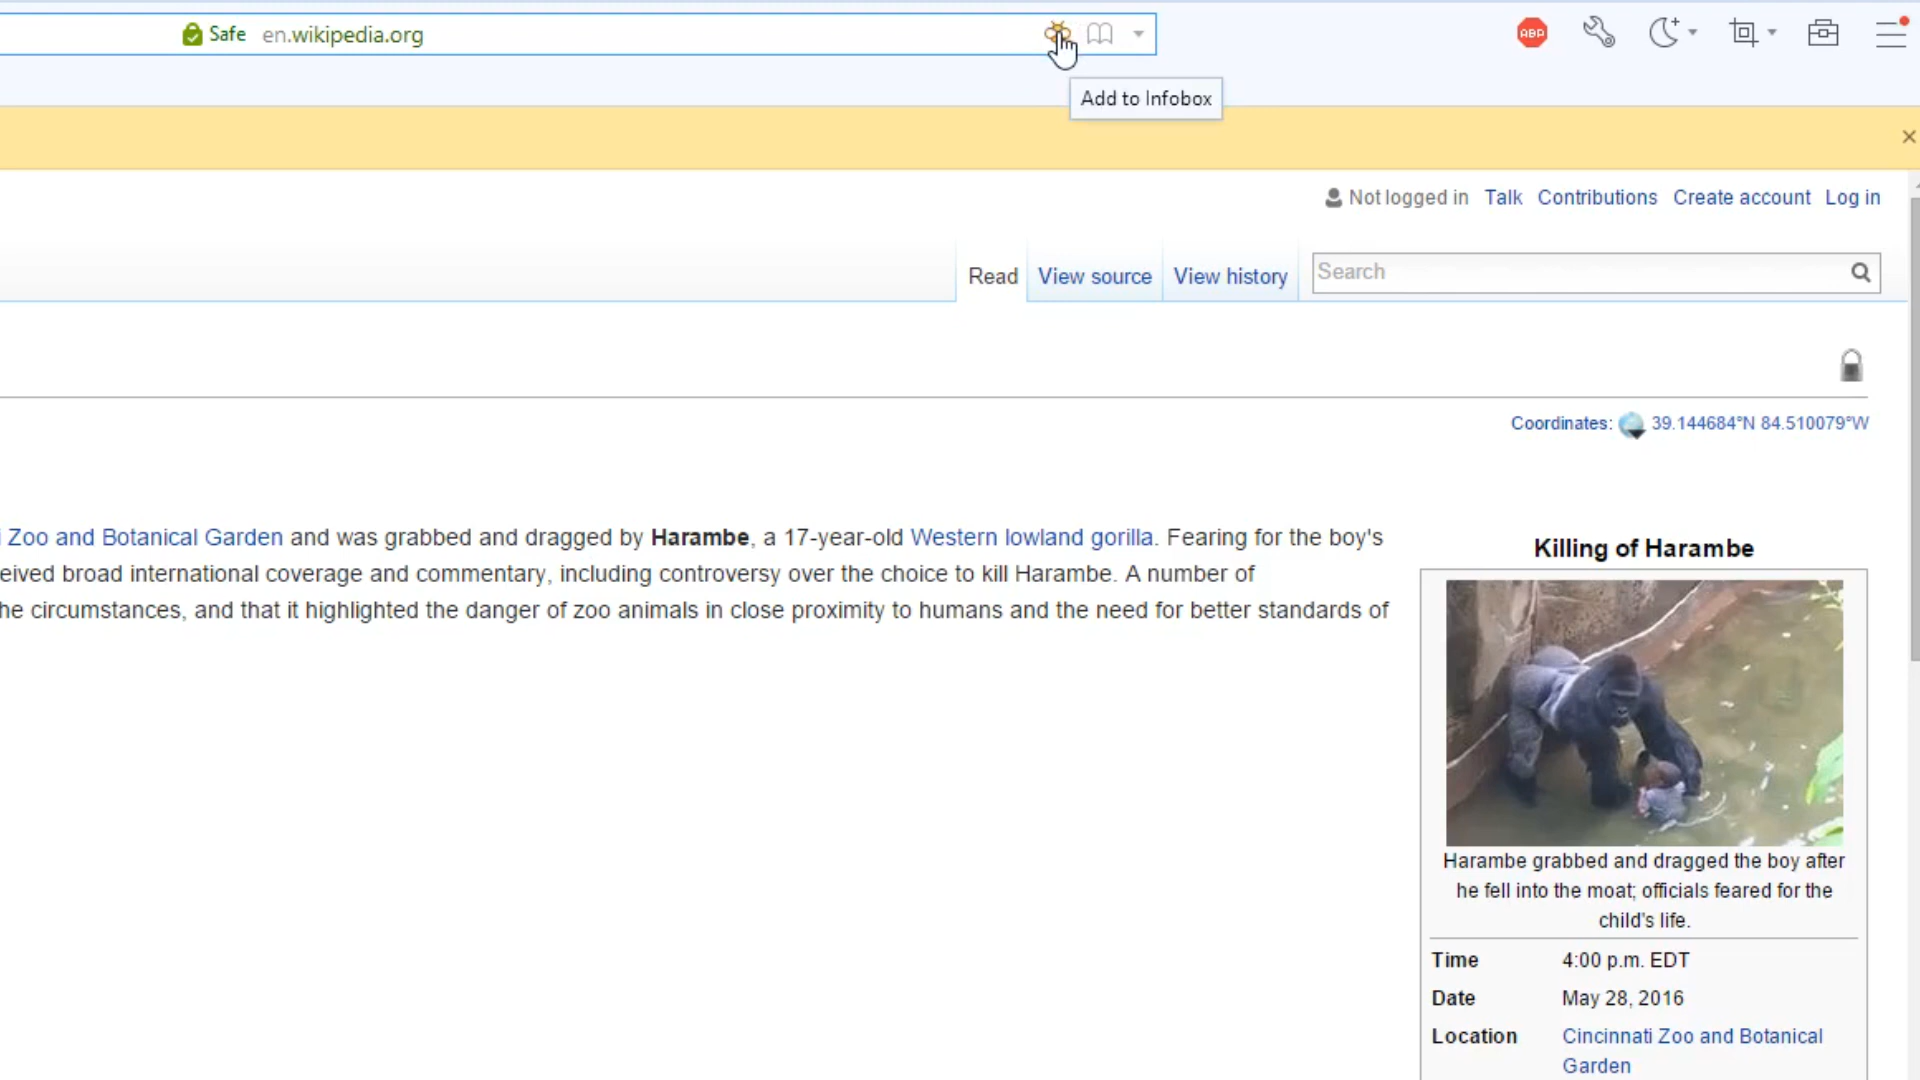 Safe en.wikipedia.org
ABP
Add to Infobox
Not logged in Talk Contributions Create account Log in
Read View source View history Search
Coordinates: 39.144684°N 84.510079°W
Zoo and Botanical Garden and was grabbed and dragged by Harambe, a 17-year-old Western lowland gorilla. Fearing for the boy's
eived broad international coverage and commentary, including controversy over the choice to kill Harambe. A number of
he circumstances, and that it highlighted the danger of zoo animals in close proximity to humans and the need for better standards of
Killing of Harambe
Harambe grabbed and dragged the boy after
he fell into the moat; officials feared for the
child's life.
Time 4:00 p.m. EDT
Date May 28, 2016
Location Cincinnati Zoo and Botanical
Garden